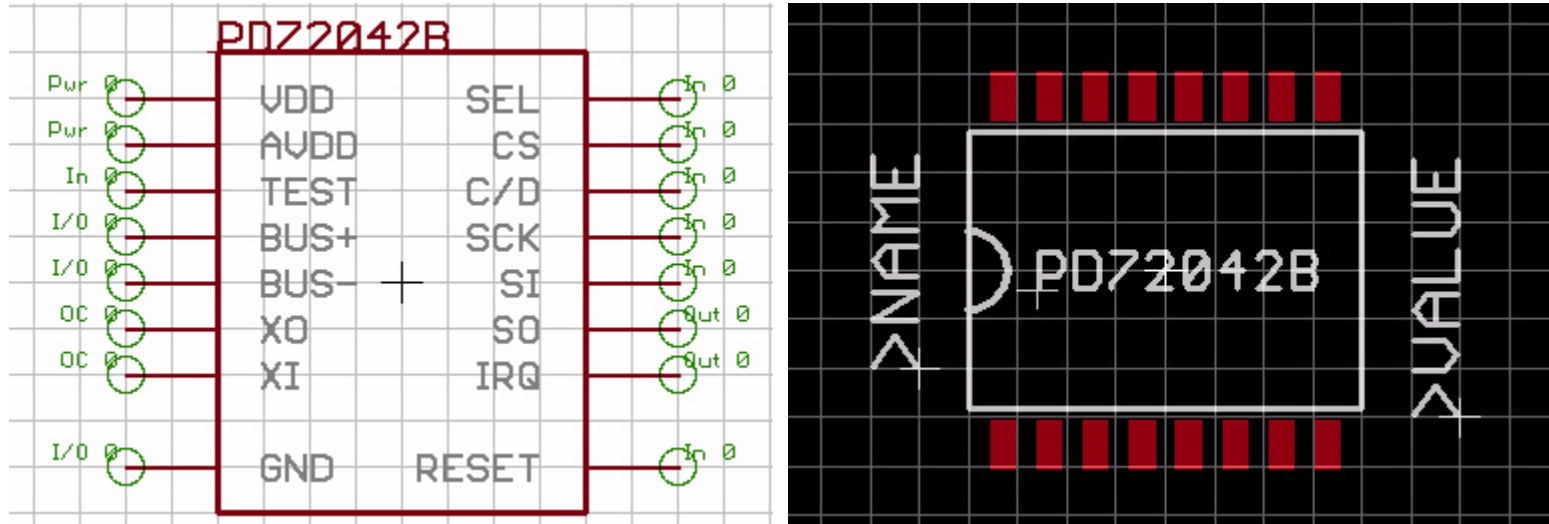 PD72042B
Pwr 0 VDD SEL In 0
Pwr 0 AVDD CS In 0
In 0 TEST C/D In 0
I/O 0 BUS+ SCK In 0
I/O 0 BUS- SI In 0
OC 0 XO SO Out 0
OC 0 XI IRQ Out 0
I/O 0 GND RESET In 0
>NAME
PD72042B
>VALUE